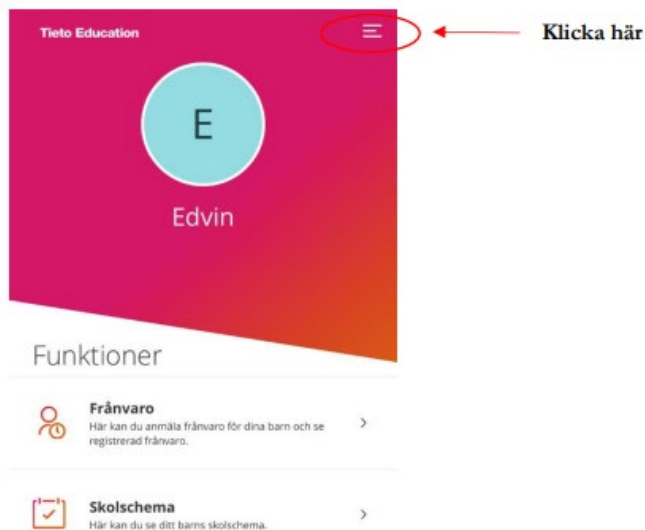 Tieto Education
Klicka här
E
Edvin
Funktioner
Frånvaro
Här kan du anmäla frånvaro för dina barn och se
registrerad frånvaro.
Skolschema
Här kan du se ditt barns skolschema.